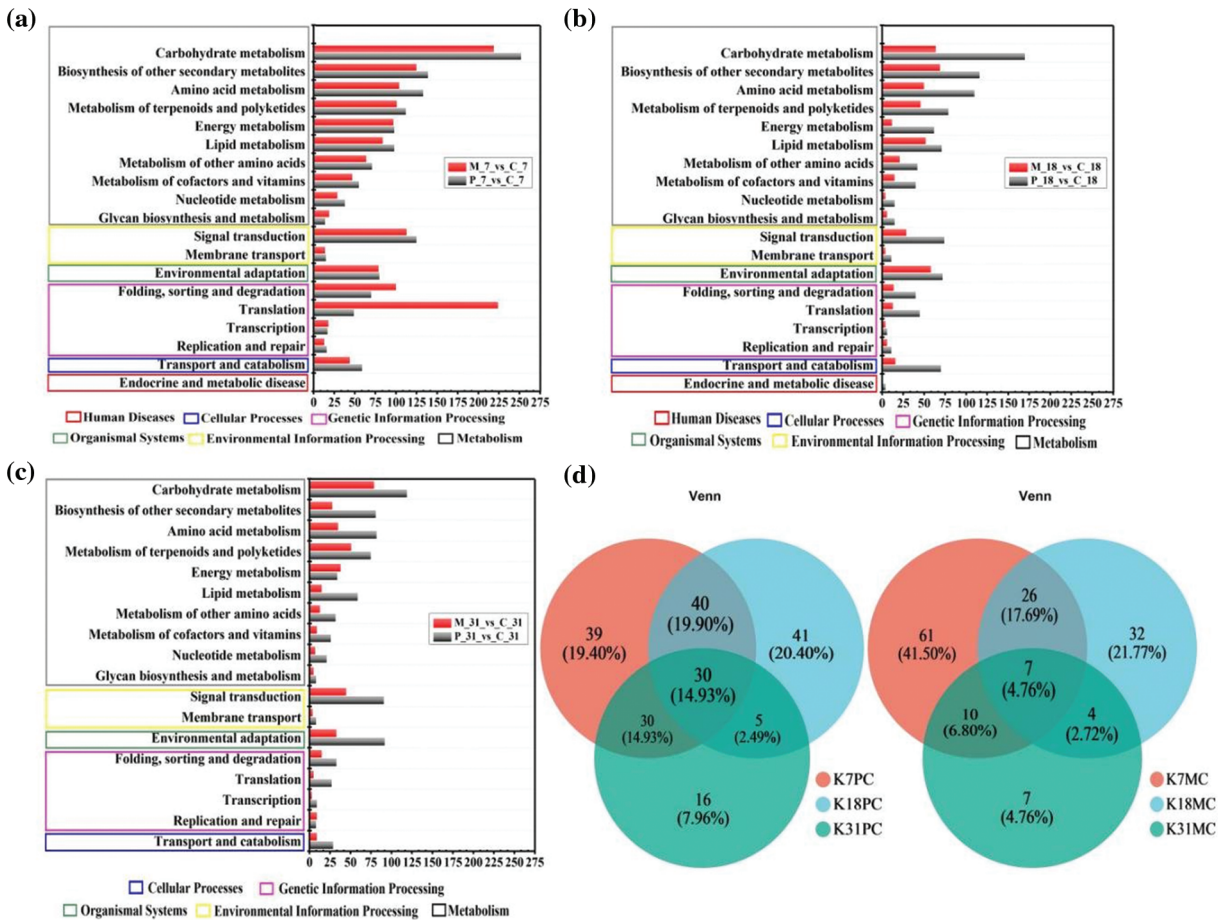 (a)
Carbohydrate metabolism
Biosynthesis of other secondary metabolites
Amino acid metabolism
Metabolism of terpenoids and polyketides
Energy metabolism
Lipid metabolism
Metabolism of other amino acids
Metabolism of cofactors and vitamins
Nucleotide metabolism
Glycan biosynthesis and metabolism
Signal transduction
Membrane transport
Environmental adaptation
Folding, sorting and degradation
Translation
Transcription
Replication and repair
Transport and catabolism
Endocrine and metabolic disease
M_7_vs_C_7
P_7_vs_C_7
0 25 50 75 100 125 150 175 200 225 250 275
Human Diseases Cellular Processes Genetic Information Processing
Organismal Systems Environmental Information Processing Metabolism
(b)
Carbohydrate metabolism
Biosynthesis of other secondary metabolites
Amino acid metabolism
Metabolism of terpenoids and polyketides
Energy metabolism
Lipid metabolism
Metabolism of other amino acids
Metabolism of cofactors and vitamins
Nucleotide metabolism
Glycan biosynthesis and metabolism
Signal transduction
Membrane transport
Environmental adaptation
Folding, sorting and degradation
Translation
Transcription
Replication and repair
Transport and catabolism
Endocrine and metabolic disease
M_18_vs_C_18
P_18_vs_C_18
0 25 50 75 100 125 150 175 200 225 250 275
Human Diseases Cellular Processes Genetic Information Processing
Organismal Systems Environmental Information Processing Metabolism
(c)
Carbohydrate metabolism
Biosynthesis of other secondary metabolites
Amino acid metabolism
Metabolism of terpenoids and polyketides
Energy metabolism
Lipid metabolism
Metabolism of other amino acids
Metabolism of cofactors and vitamins
Nucleotide metabolism
Glycan biosynthesis and metabolism
Signal transduction
Membrane transport
Environmental adaptation
Folding, sorting and degradation
Translation
Transcription
Replication and repair
Transport and catabolism
M_31_vs_C_31
P_31_vs_C_31
0 25 50 75 100 125 150 175 200 225 250 275
Cellular Processes Genetic Information Processing
Organismal Systems Environmental Information Processing Metabolism
(d)
Venn
40
(19.90%)
39
(19.40%)
41
(20.40%)
30
(14.93%)
30
(14.93%)
5
(2.49%)
16
(7.96%)
K7PC
K18PC
K31PC
Venn
26
(17.69%)
61
(41.50%)
32
(21.77%)
7
(4.76%)
10
(6.80%)
4
(2.72%)
7
(4.76%)
K7MC
K18MC
K31MC